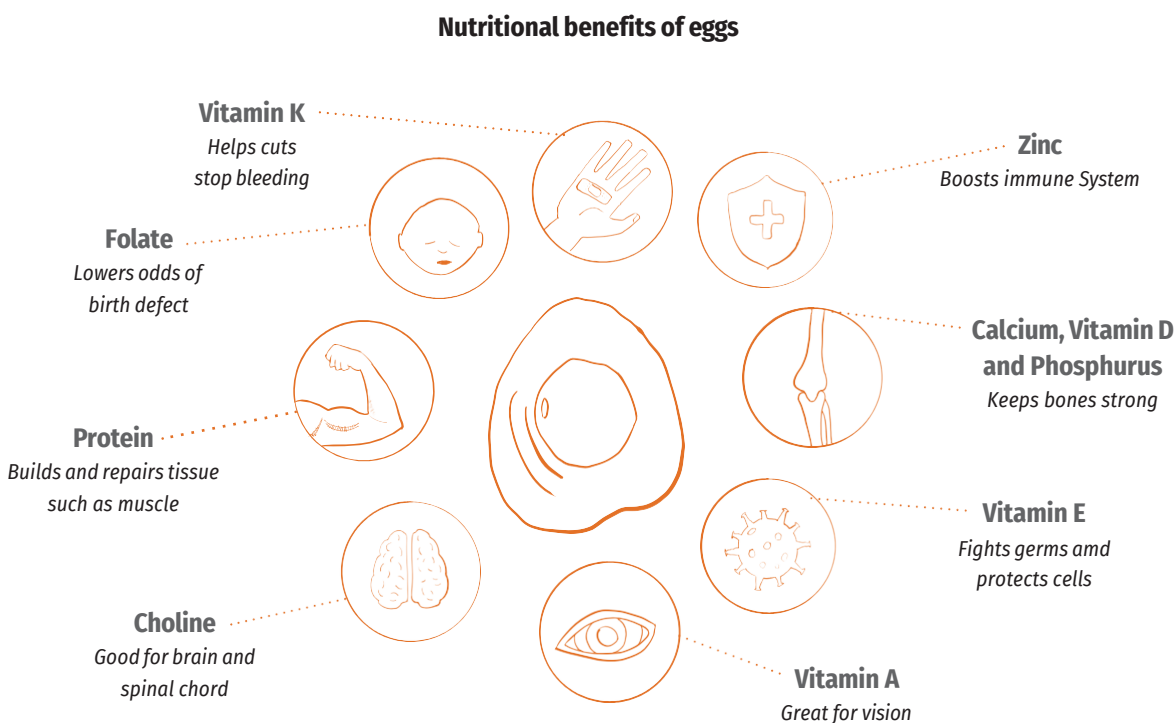 Nutritional benefits of eggs
Vitamin K
Helps cuts
stop bleeding
Zinc
Boosts immune System
Folate
Lowers odds of
birth defect
Calcium, Vitamin D
and Phosphurus
Keeps bones strong
Protein
Builds and repairs tissue
such as muscle
Vitamin E
Fights germs amd
protects cells
Choline
Good for brain and
spinal chord
Vitamin A
Great for vision